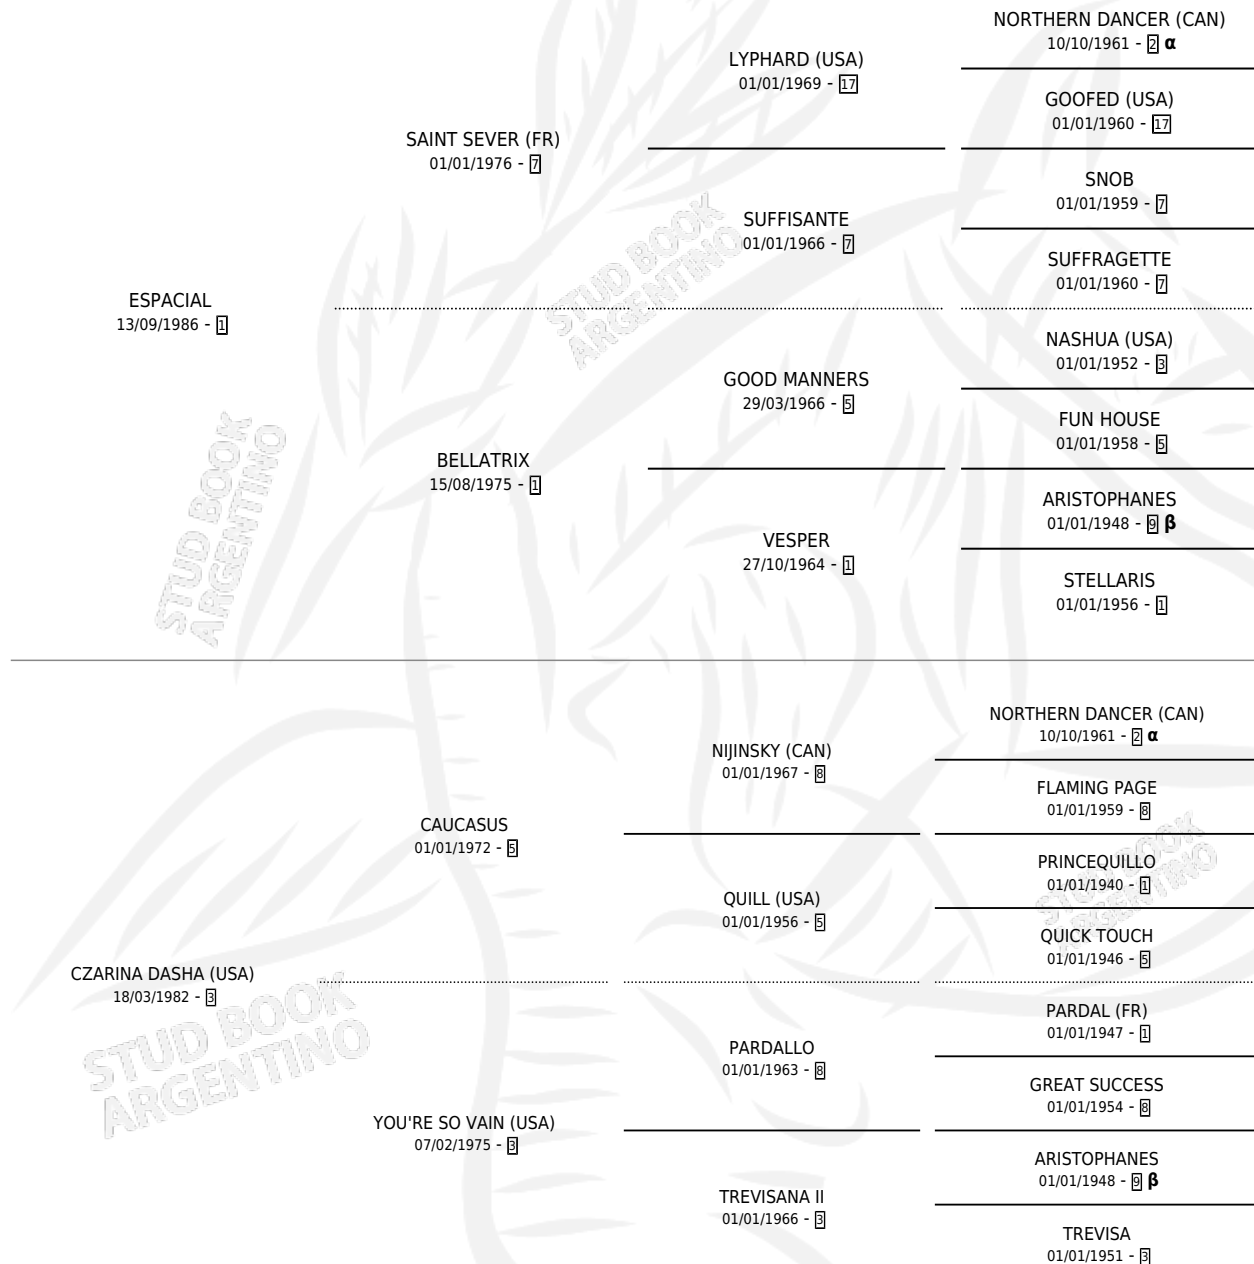 NORTHERN DANCER (CAN)
10/10/1961 - 2 α
LYPHARD (USA)
01/01/1969 - 17
GOOFED (USA)
01/01/1960 - 17
SAINT SEVER (FR)
01/01/1976 - 7
SNOB
01/01/1959 - 7
SUFFISANTE
01/01/1966 - 7
SUFFRAGETTE
01/01/1960 - 7
ESPACIAL
13/09/1986 - 1
STUD BOOK
ARGENTINO
NASHUA (USA)
01/01/1952 - 3
GOOD MANNERS
29/03/1966 - 5
FUN HOUSE
01/01/1958 - 5
BELLATRIX
15/08/1975 - 1
STUD BOOK
ARGENTINO
ARISTOPHANES
01/01/1948 - 9 β
VESPER
27/10/1964 - 1
STELLARIS
01/01/1956 - 1
NORTHERN DANCER (CAN)
10/10/1961 - 2 α
NIJINSKY (CAN)
01/01/1967 - 8
FLAMING PAGE
01/01/1959 - 8
CAUCASUS
01/01/1972 - 5
PRINCEQUILLO
01/01/1940 - 1
STUD BOOK
ARGENTINO
QUILL (USA)
01/01/1956 - 5
QUICK TOUCH
01/01/1946 - 5
CZARINA DASHA (USA)
18/03/1982 - 3
STUD BOOK
ARGENTINO
PARDAL (FR)
01/01/1947 - 1
PARDALLO
01/01/1963 - 8
GREAT SUCCESS
01/01/1954 - 8
YOU'RE SO VAIN (USA)
07/02/1975 - 3
ARISTOPHANES
01/01/1948 - 9 β
TREVISANA II
01/01/1966 - 3
TREVISA
01/01/1951 - 3